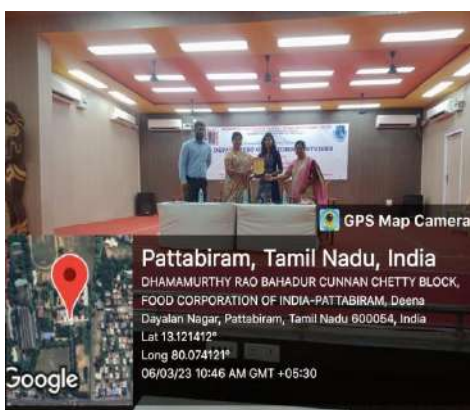 GPS Map Camera
Pattabiram, Tamil Nadu, India
DHAMAMURTHY RAO BAHADUR CUNNAN CHETTY BLOCK,
FOOD CORPORATION OF INDIA-PATTABIRAM, Deena
Dayalan Nagar, Pattabiram, Tamil Nadu 600054, India
Lat 13.121412°
Long 80.074121°
06/03/23 10:46 AM GMT +05:30
Google